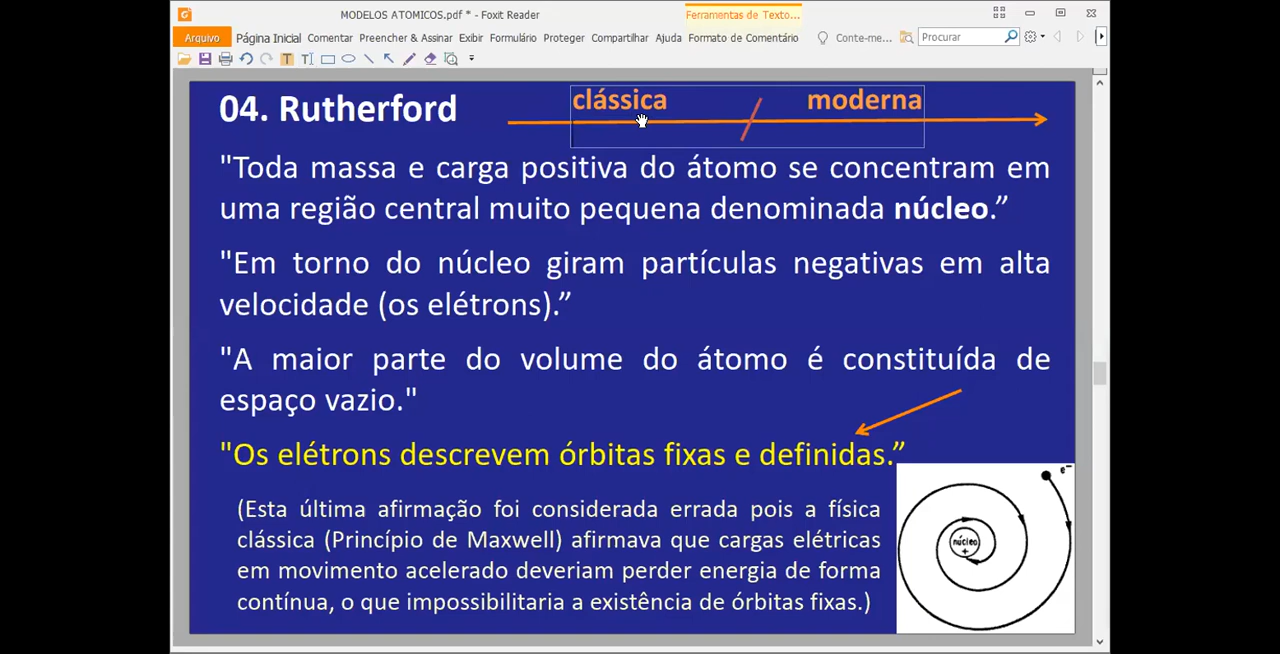 MODELOS ATOMICOS.pdf * - Foxit Reader
Ferramentas de Texto...
Arquivo Página Inicial Comentar Preencher & Assinar Exibir Formulário Proteger Compartilhar Ajuda Formato de Comentário Conte-me... Procurar
04. Rutherford
clássica moderna
"Toda massa e carga positiva do átomo se concentram em
uma região central muito pequena denominada núcleo.”
"Em torno do núcleo giram partículas negativas em alta
velocidade (os elétrons).”
"A maior parte do volume do átomo é constituída de
espaço vazio."
"Os elétrons descrevem órbitas fixas e definidas.”
(Esta última afirmação foi considerada errada pois a física
clássica (Princípio de Maxwell) afirmava que cargas elétricas
em movimento acelerado deveriam perder energia de forma
contínua, o que impossibilitaria a existência de órbitas fixas.)
e-
núcleo
+